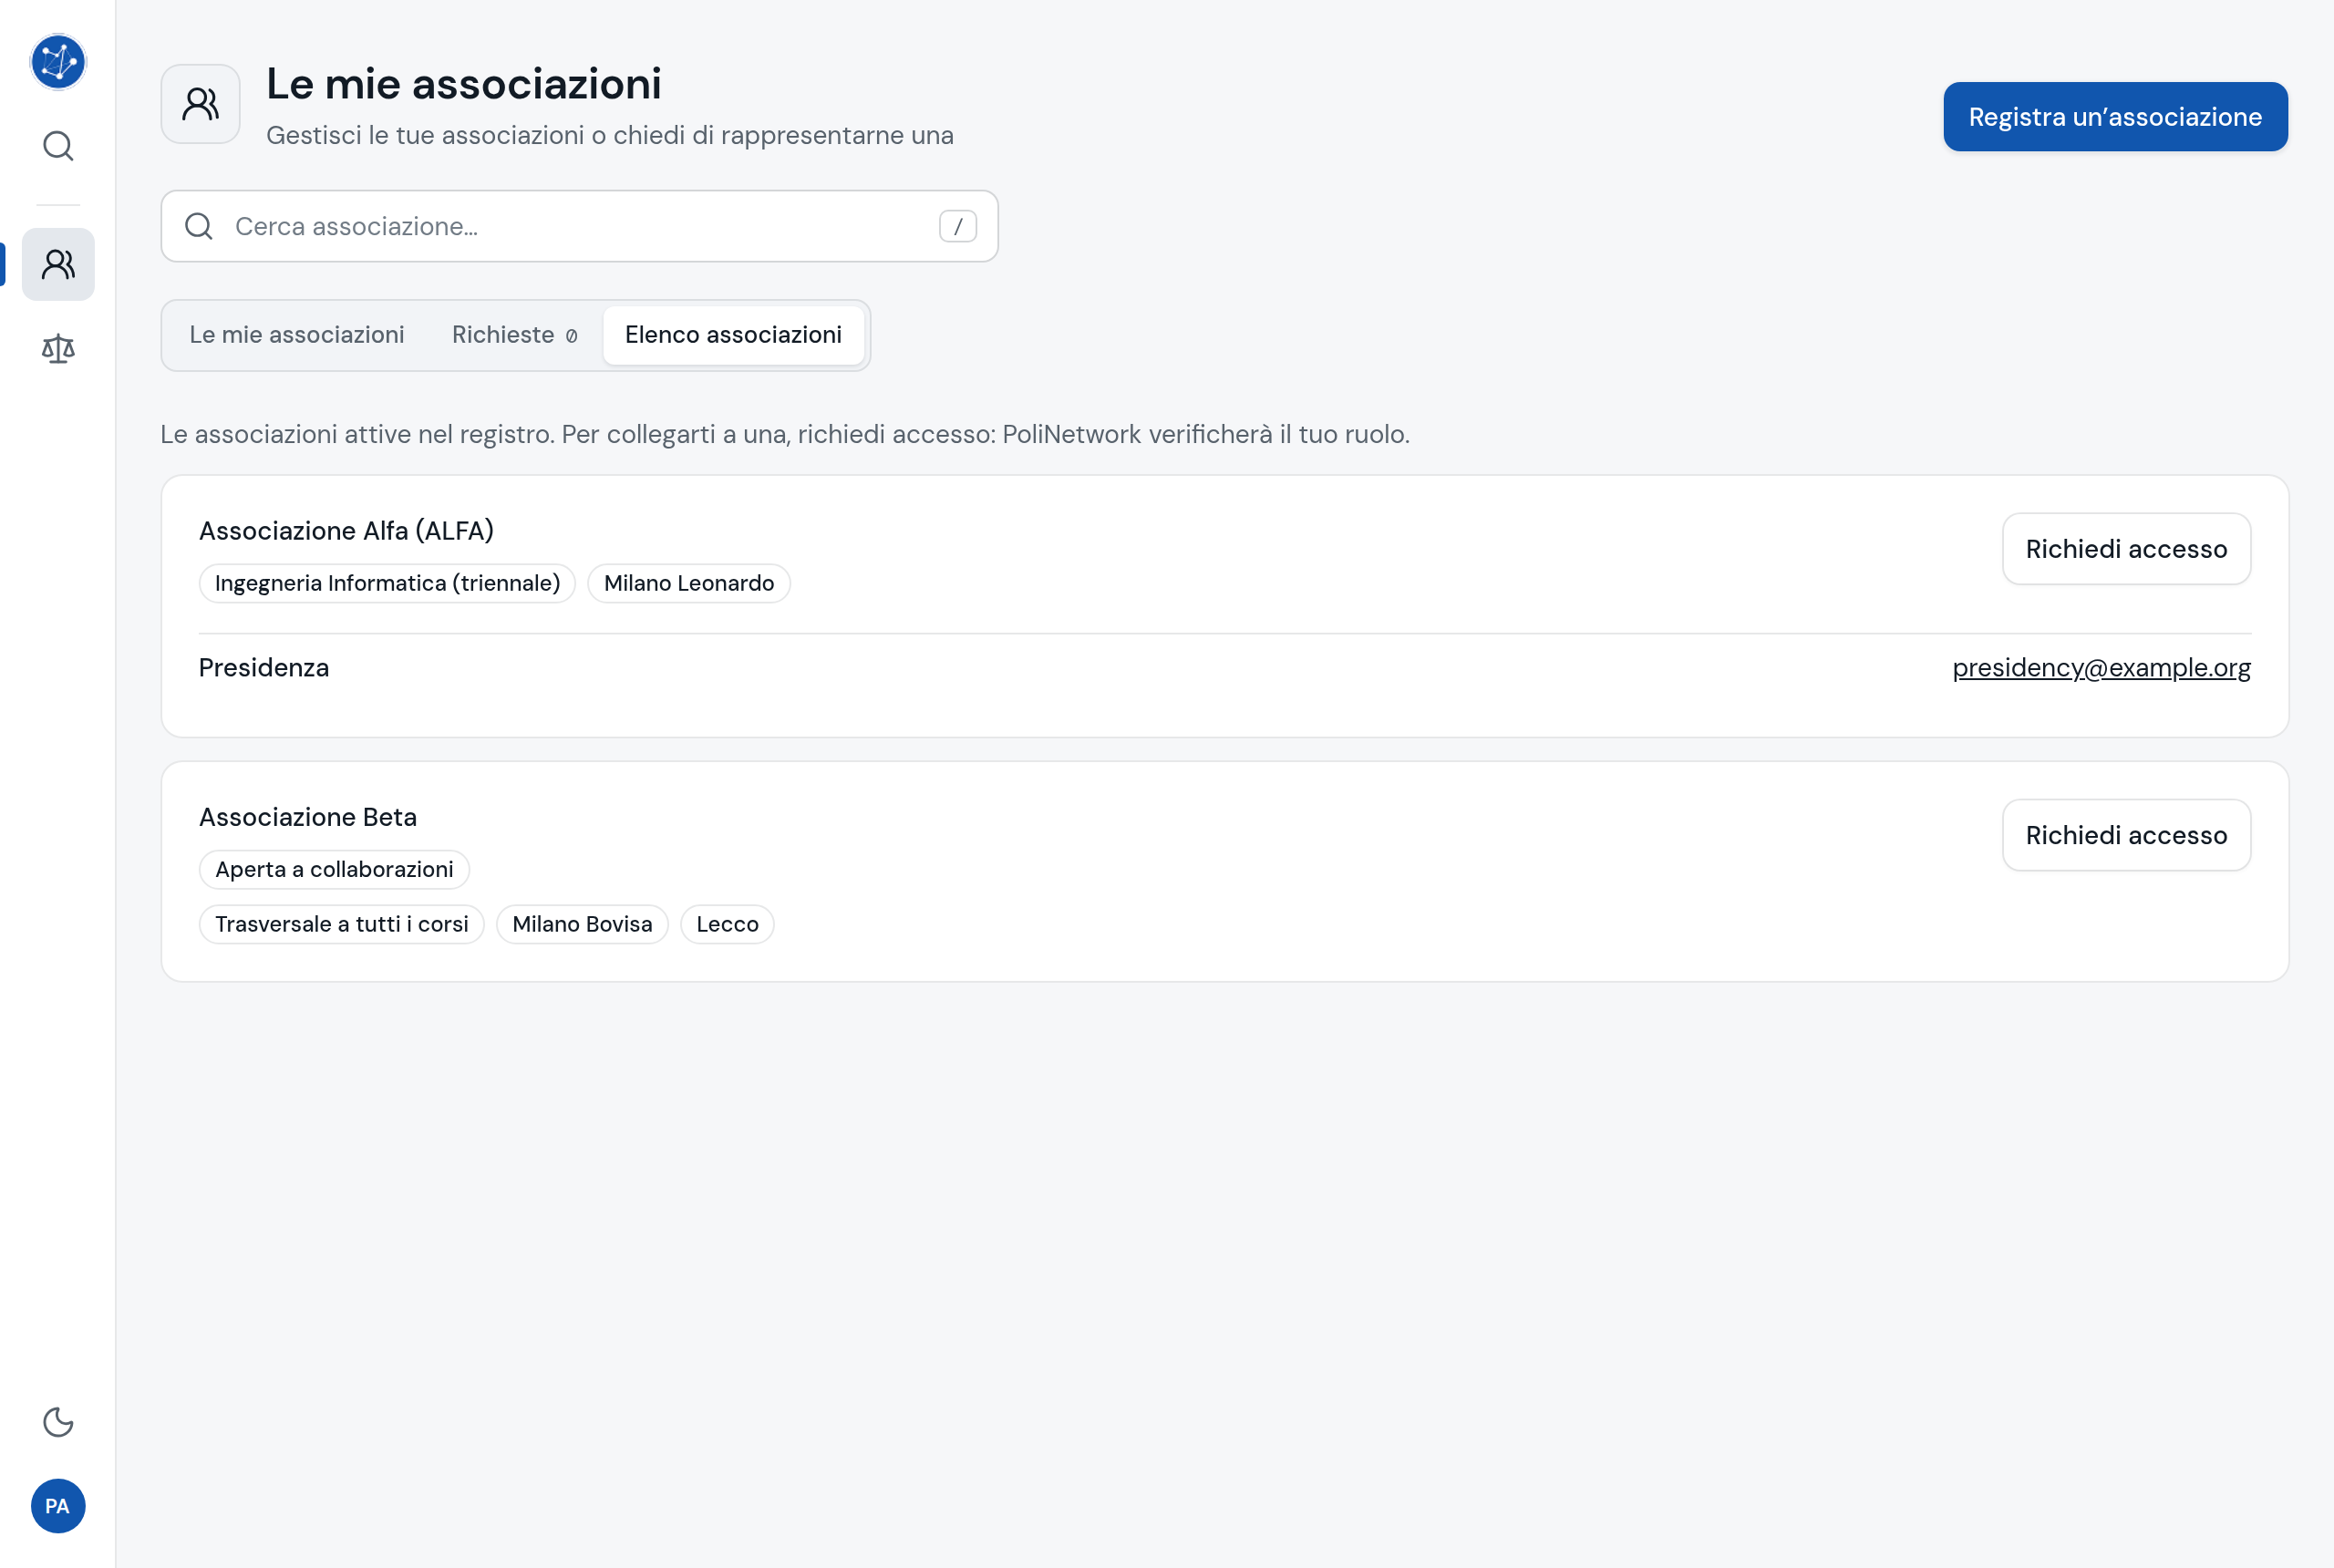 Le mie associazioni
Gestisci le tue associazioni o chiedi di rappresentarne una
Registra un’associazione
Cerca associazione...
/
Le mie associazioni Richieste 0 Elenco associazioni
Le associazioni attive nel registro. Per collegarti a una, richiedi accesso: PoliNetwork verificherà il tuo ruolo.
Associazione Alfa (ALFA)
Richiedi accesso
Ingegneria Informatica (triennale) Milano Leonardo
Presidenza presidency@example.org
Associazione Beta
Richiedi accesso
Aperta a collaborazioni
Trasversale a tutti i corsi Milano Bovisa Lecco
PA